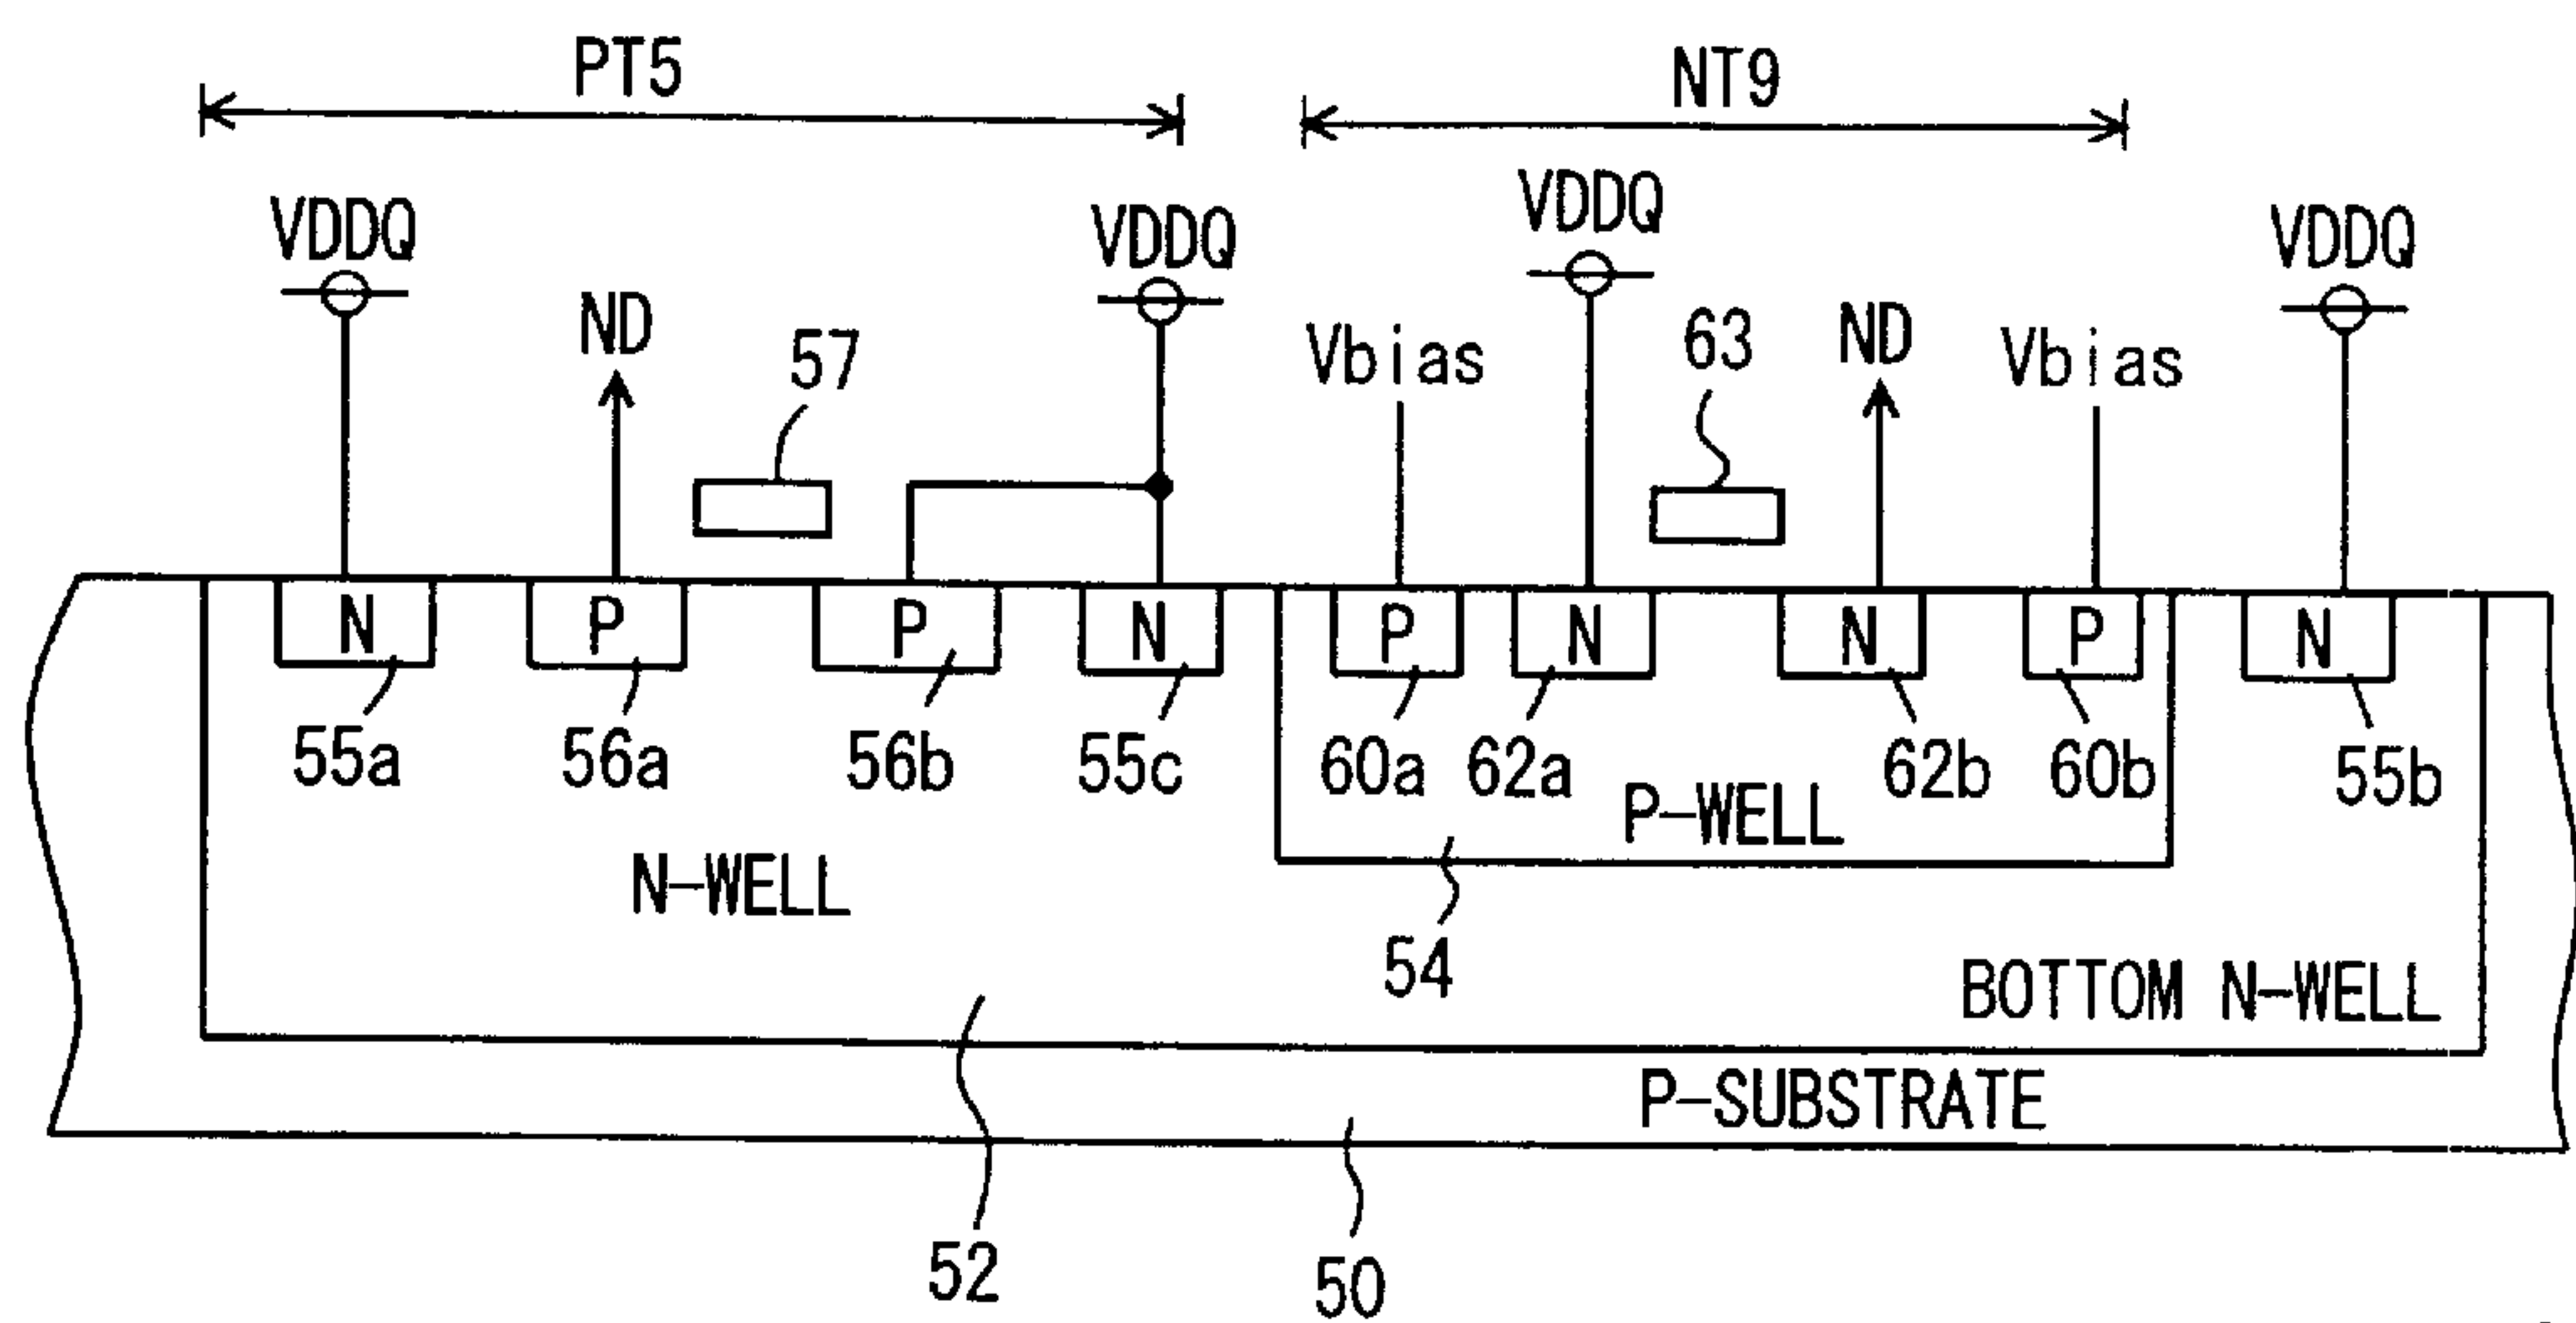 PT5
NT9
VDDQ
VDDQ
VDDQ
VDDQ
ND
57
Vbias
63
ND
Vbias
N
P
P
N
P
N
N
P
N
55a
56a
56b
55c
60a
62a
62b
60b
55b
P-WELL
N-WELL
54
BOTTOM N-WELL
P-SUBSTRATE
52
50